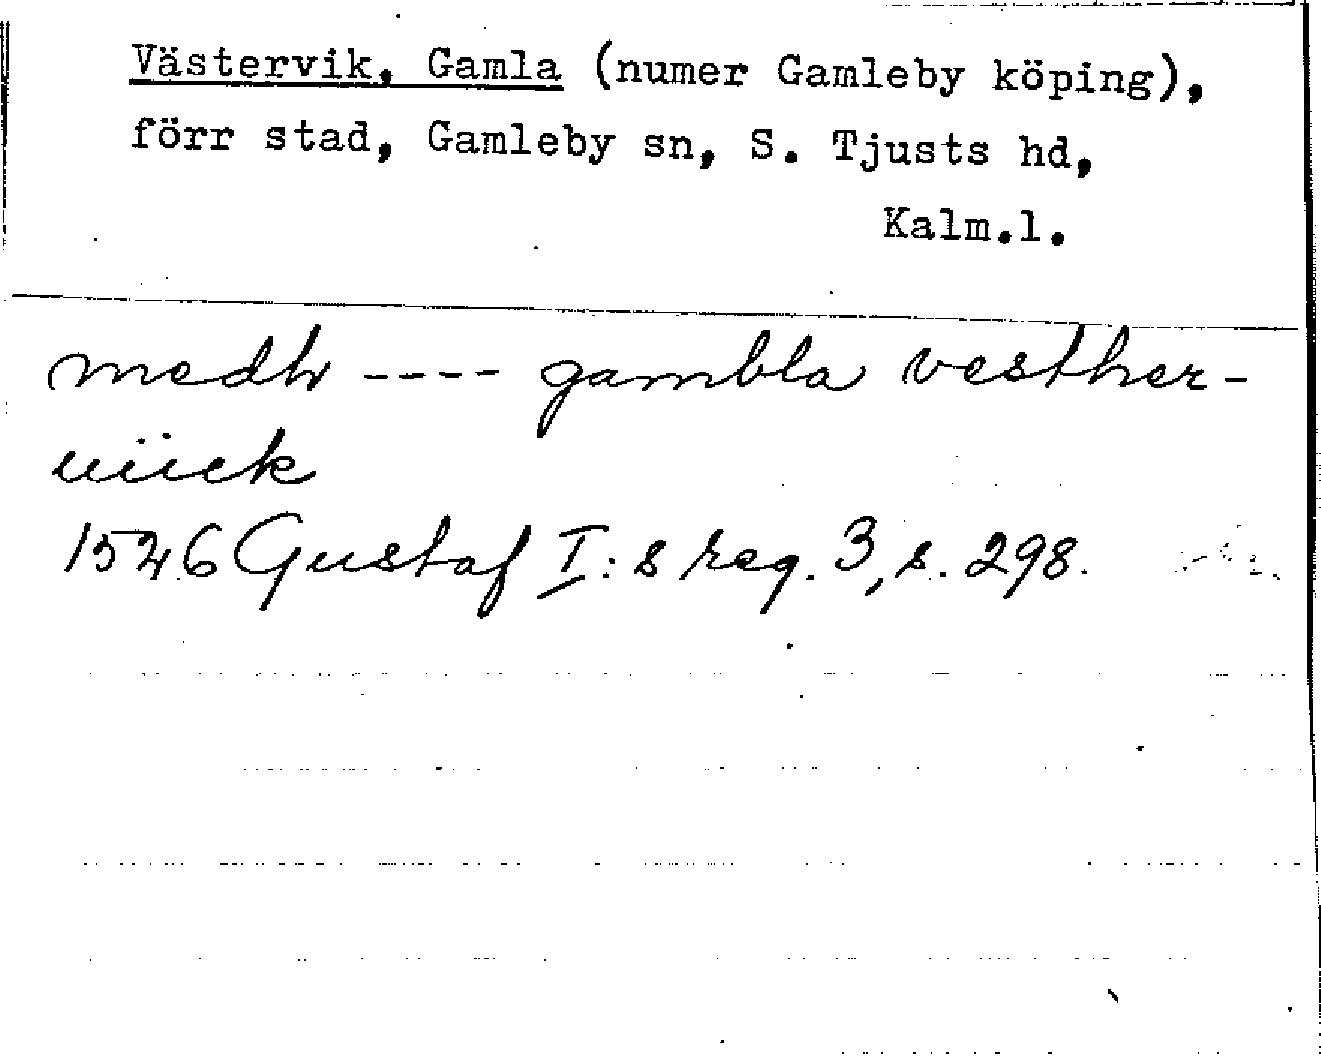 Västervik, Gamla (numer Gamleby köping),
förr stad, Gamleby sn, S. Tjusts hd,
Kalm.l.
medh ---- gambla vesther-
uiick
1526 Gustaf I:s reg. 3, s. 298.